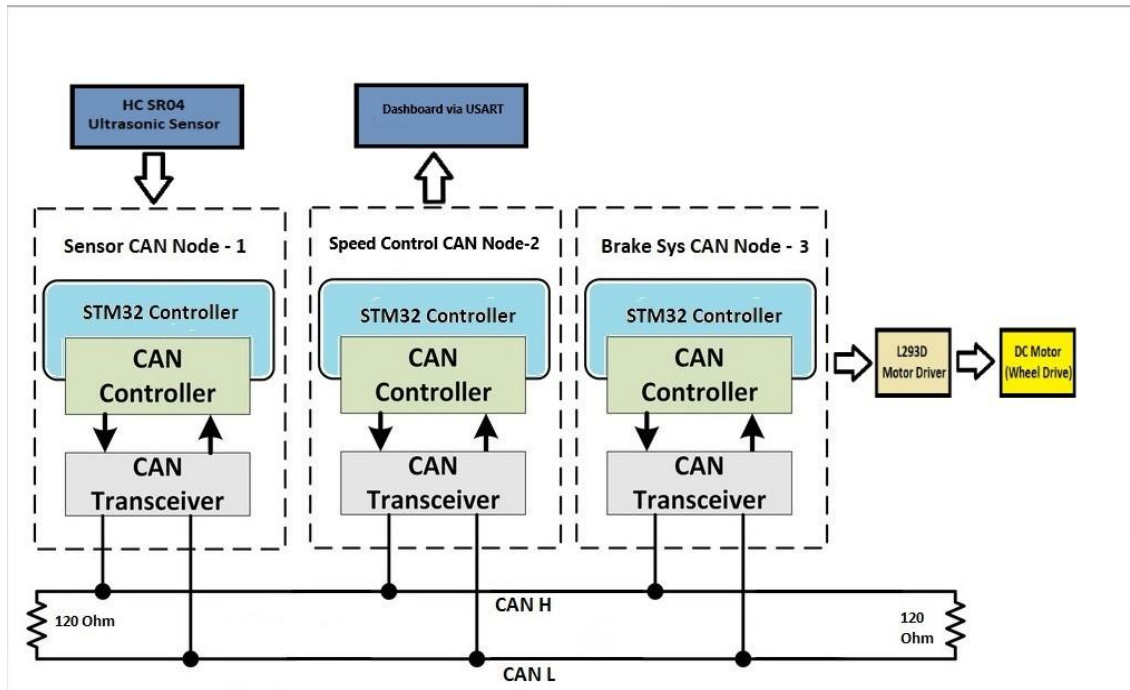 HC SR04
Ultrasonic Sensor
Dashboard via USART
Sensor CAN Node - 1
STM32 Controller
CAN
Controller
CAN
Transceiver
Speed Control CAN Node-2
STM32 Controller
CAN
Controller
CAN
Transceiver
Brake Sys CAN Node - 3
STM32 Controller
CAN
Controller
CAN
Transceiver
L293D
Motor Driver
DC Motor
(Wheel Drive)
120 Ohm
CAN H
120
Ohm
CAN L